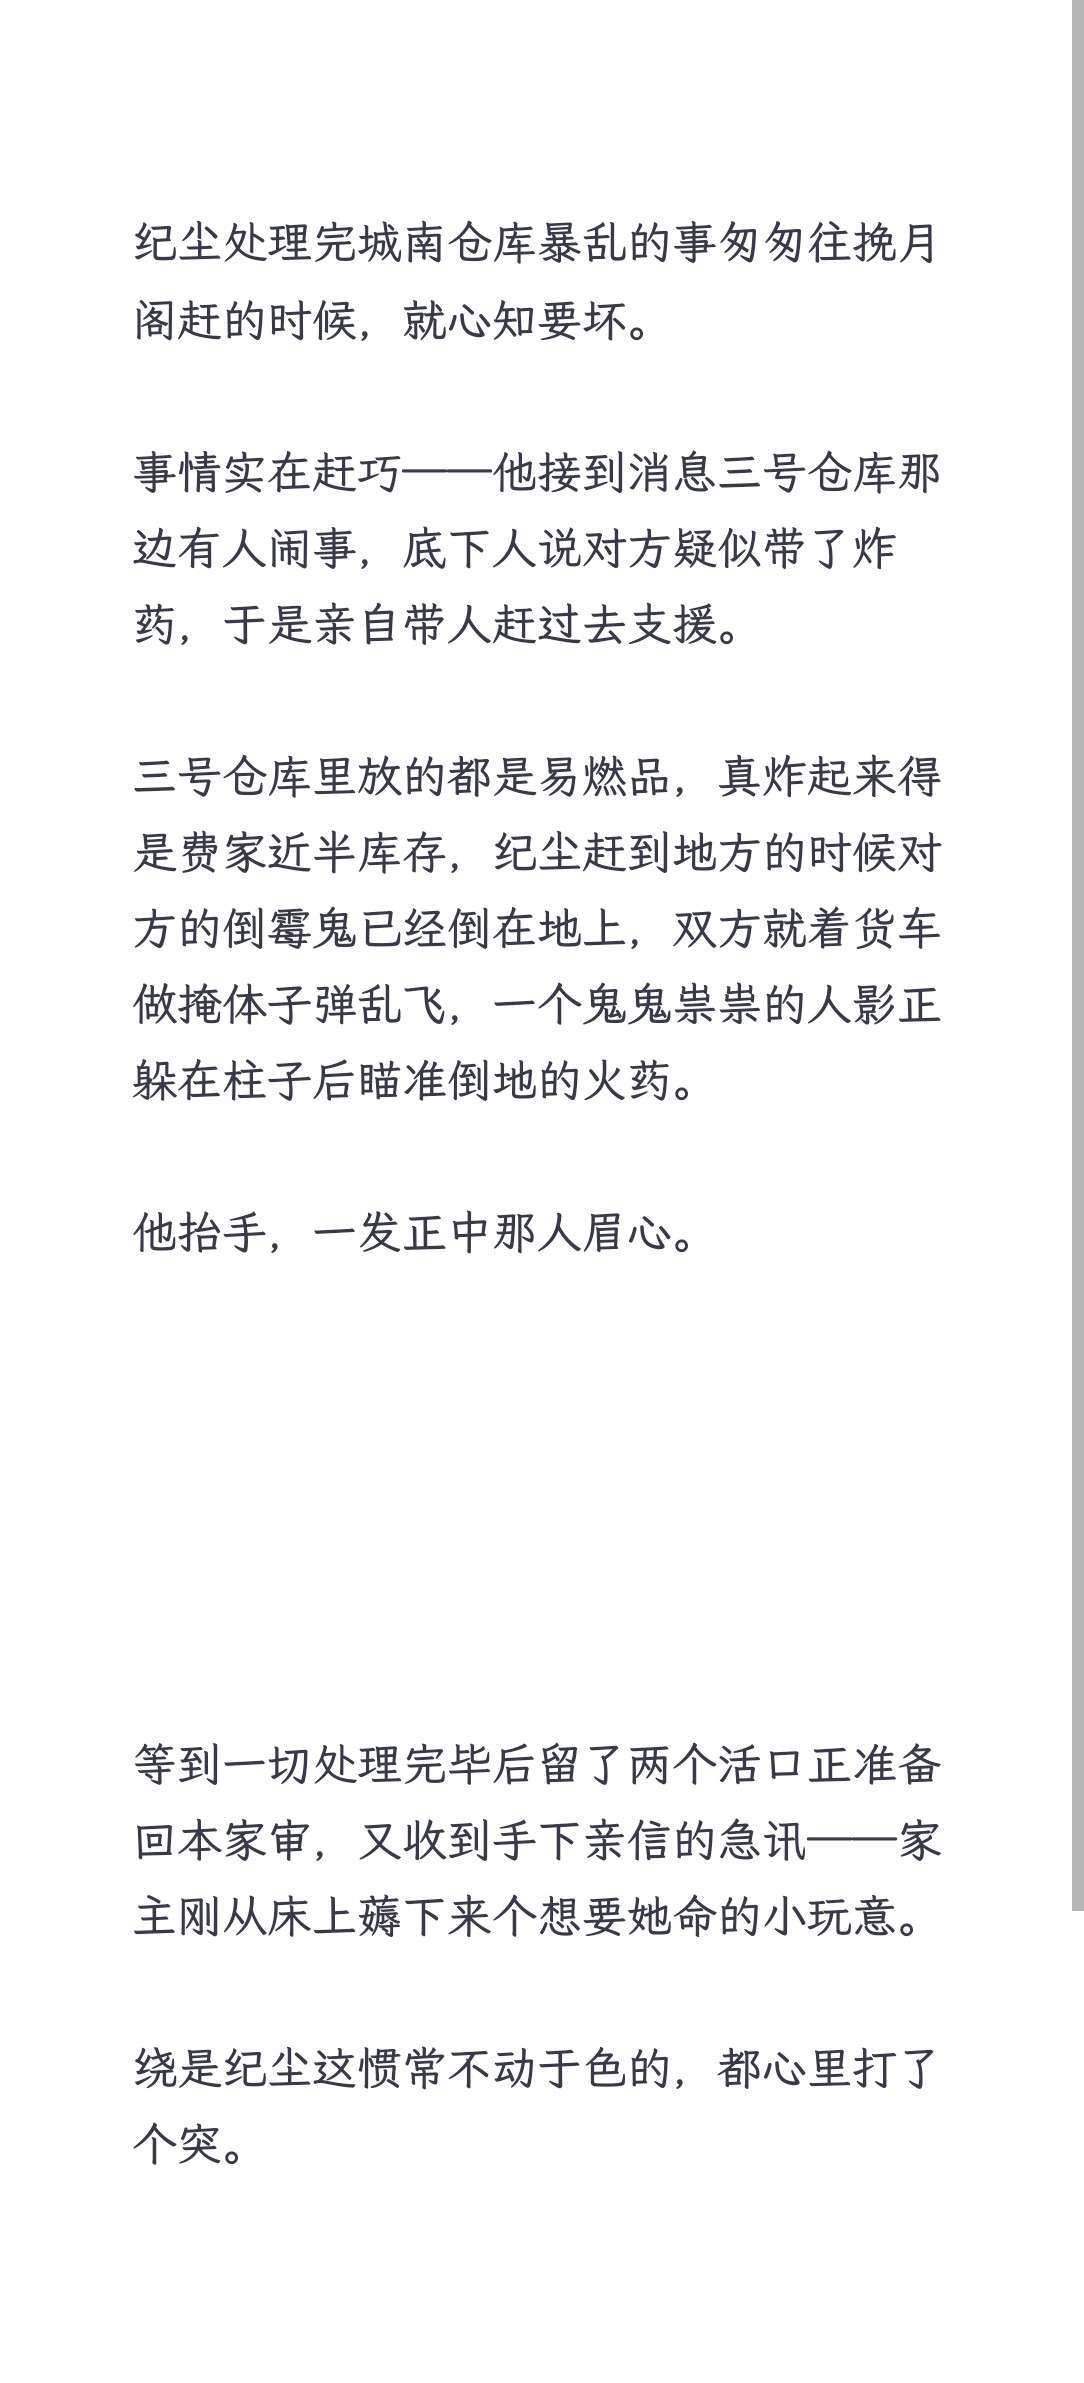 纪尘处理完城南仓库暴乱的事匆匆往挽月
阁赶的时候，就心知要坏。
事情实在赶巧——他接到消息三号仓库那
边有人闹事，底下人说对方疑似带了炸
药，于是亲自带人赶过去支援。
三号仓库里放的都是易燃品，真炸起来得
是费家近半库存，纪尘赶到地方的时候对
方的倒霉鬼已经倒在地上，双方就着货车
做掩体子弹乱飞，一个鬼鬼祟祟的人影正
躲在柱子后瞄准倒地的火药。
他抬手，一发正中那人眉心。
等到一切处理完毕后留了两个活口正准备
回本家审，又收到手下亲信的急讯——家
主刚从床上薅下来个想要她命的小玩意。
绕是纪尘这惯常不动于色的，都心里打了
个突。